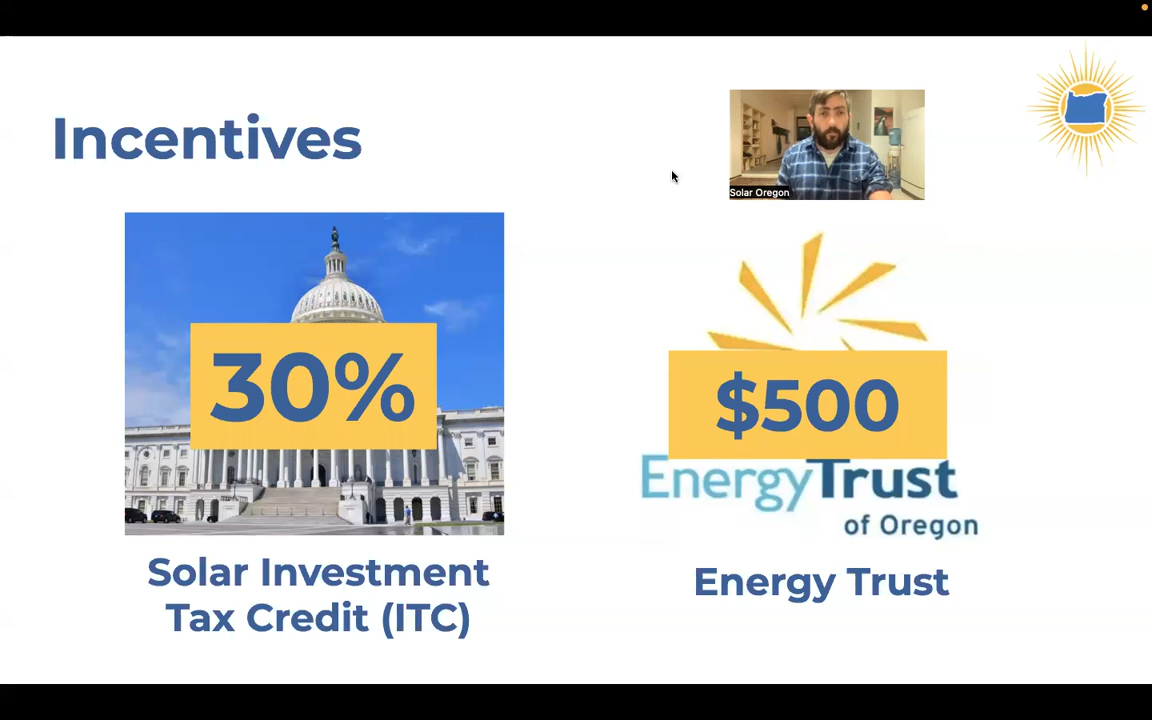 Incentives
Solar Oregon
30%
Solar Investment
Tax Credit (ITC)
$500
EnergyTrust
of Oregon
Energy Trust